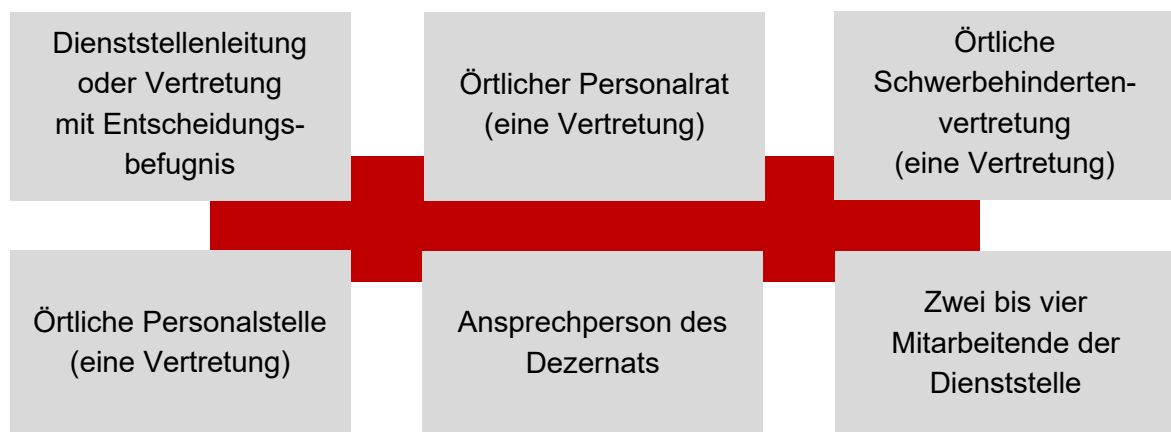 Dienststellenleitung
oder Vertretung
mit Entscheidungs-
befugnis
Örtlicher Personalrat
(eine Vertretung)
Örtliche
Schwerbehinderten-
vertretung
(eine Vertretung)
Örtliche Personalstelle
(eine Vertretung)
Ansprechperson des
Dezernats
Zwei bis vier
Mitarbeitende der
Dienststelle